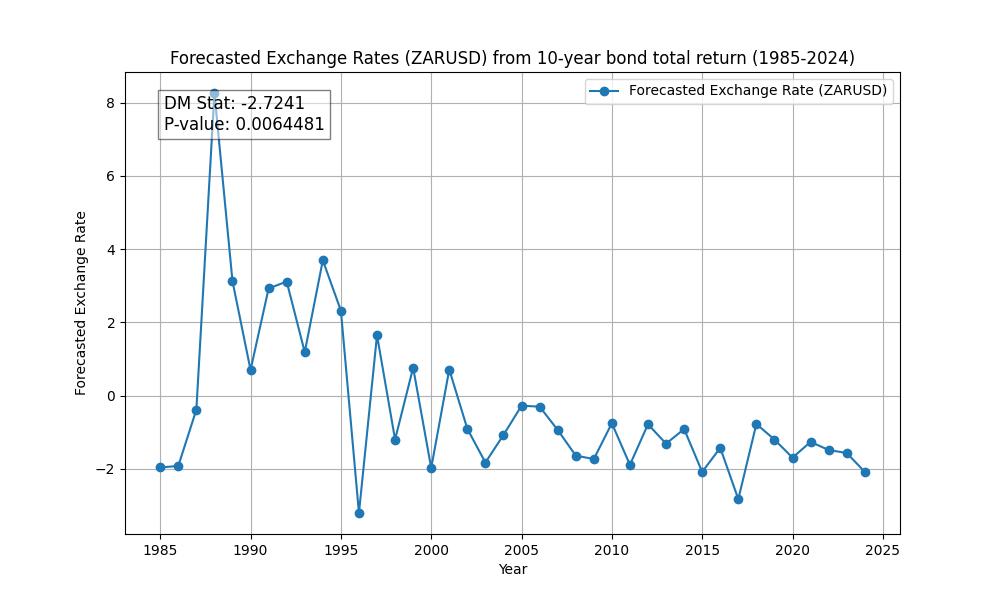 Forecasted Exchange Rates (ZARUSD) from 10-year bond total return (1985-2024)
DM Stat: -2.7241
P-value: 0.0064481
Forecasted Exchange Rate (ZARUSD)
Forecasted Exchange Rate
8
6
4
2
0
−2
1985 1990 1995 2000 2005 2010 2015 2020 2025
Year